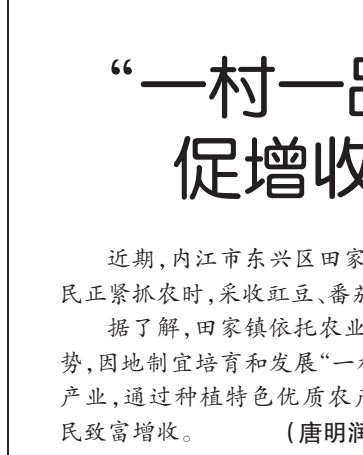 “一村一品
促增收
近期，内江市东兴区田家
民正紧抓农时，采收豇豆、番茄
据了解，田家镇依托农业
势，因地制宜培育和发展“一村
产业，通过种植特色优质农产
民致富增收。 （唐明润